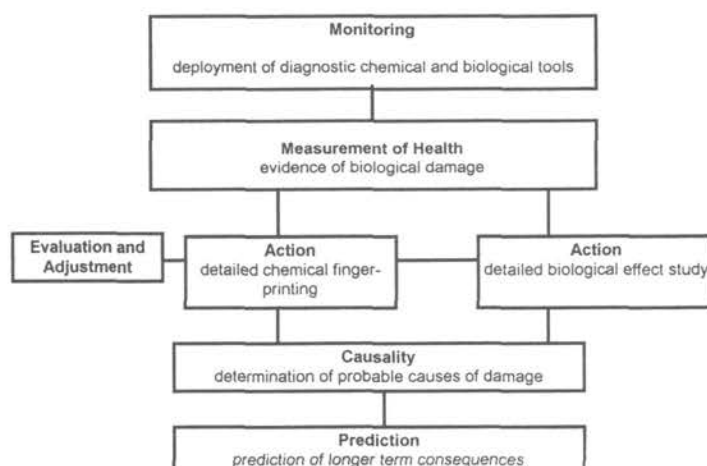 Monitoring
deployment of diagnostic chemical and biological tools
Measurement of Health
evidence of biological damage
Evaluation and
Adjustment
Action
detailed chemical finger-
printing
Action
detailed biological effect study
Causality
determination of probable causes of damage
Prediction
prediction of longer term consequences